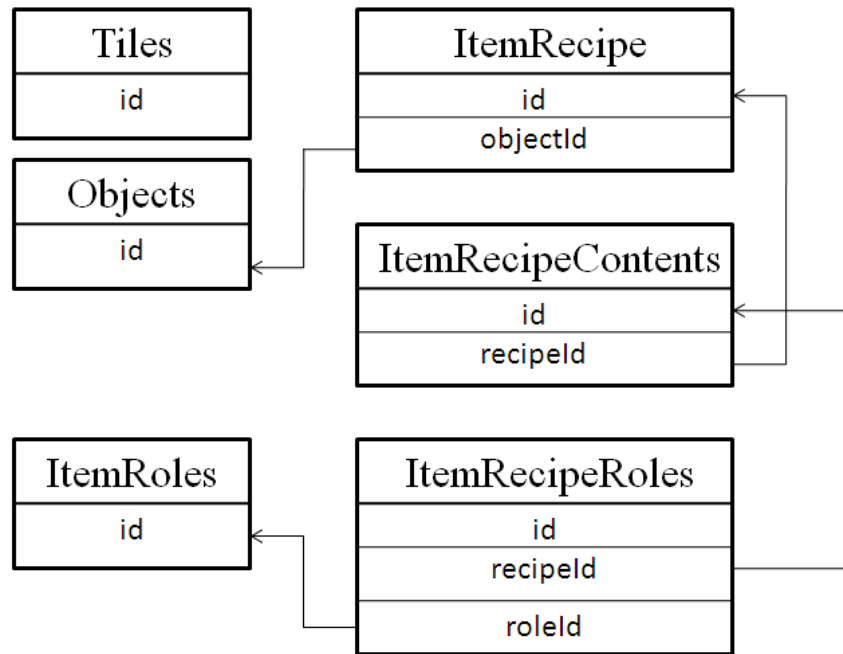 Tiles
id
Objects
id
ItemRecipe
id
objectId
ItemRecipeContents
id
recipeId
ItemRoles
id
ItemRecipeRoles
id
recipeId
roleId